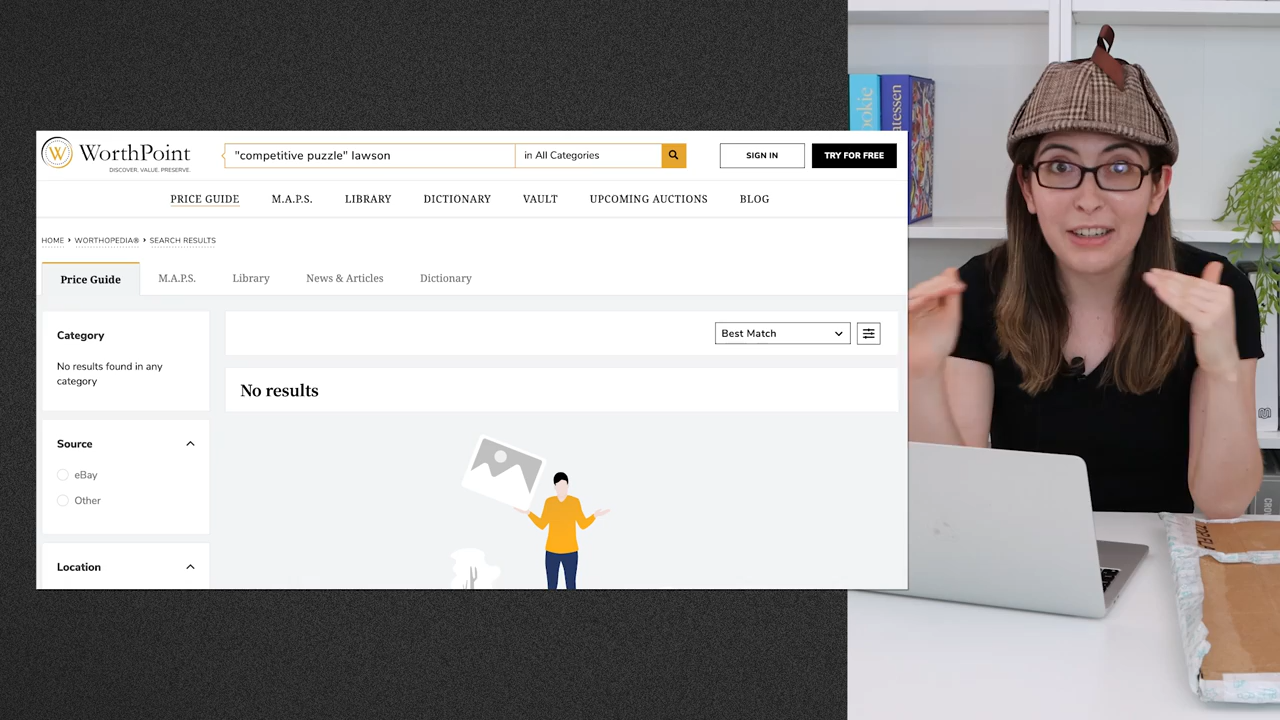 WorthPoint
DISCOVER. VALUE. PRESERVE.
"competitive puzzle" lawson
in All Categories
SIGN IN
TRY FOR FREE
PRICE GUIDE
M.A.P.S.
LIBRARY
DICTIONARY
VAULT
UPCOMING AUCTIONS
BLOG
HOME
WORTHOPEDIA®
SEARCH RESULTS
Price Guide
M.A.P.S.
Library
News & Articles
Dictionary
Category
No results found in any
category
Best Match
No results
Source
eBay
Other
Location